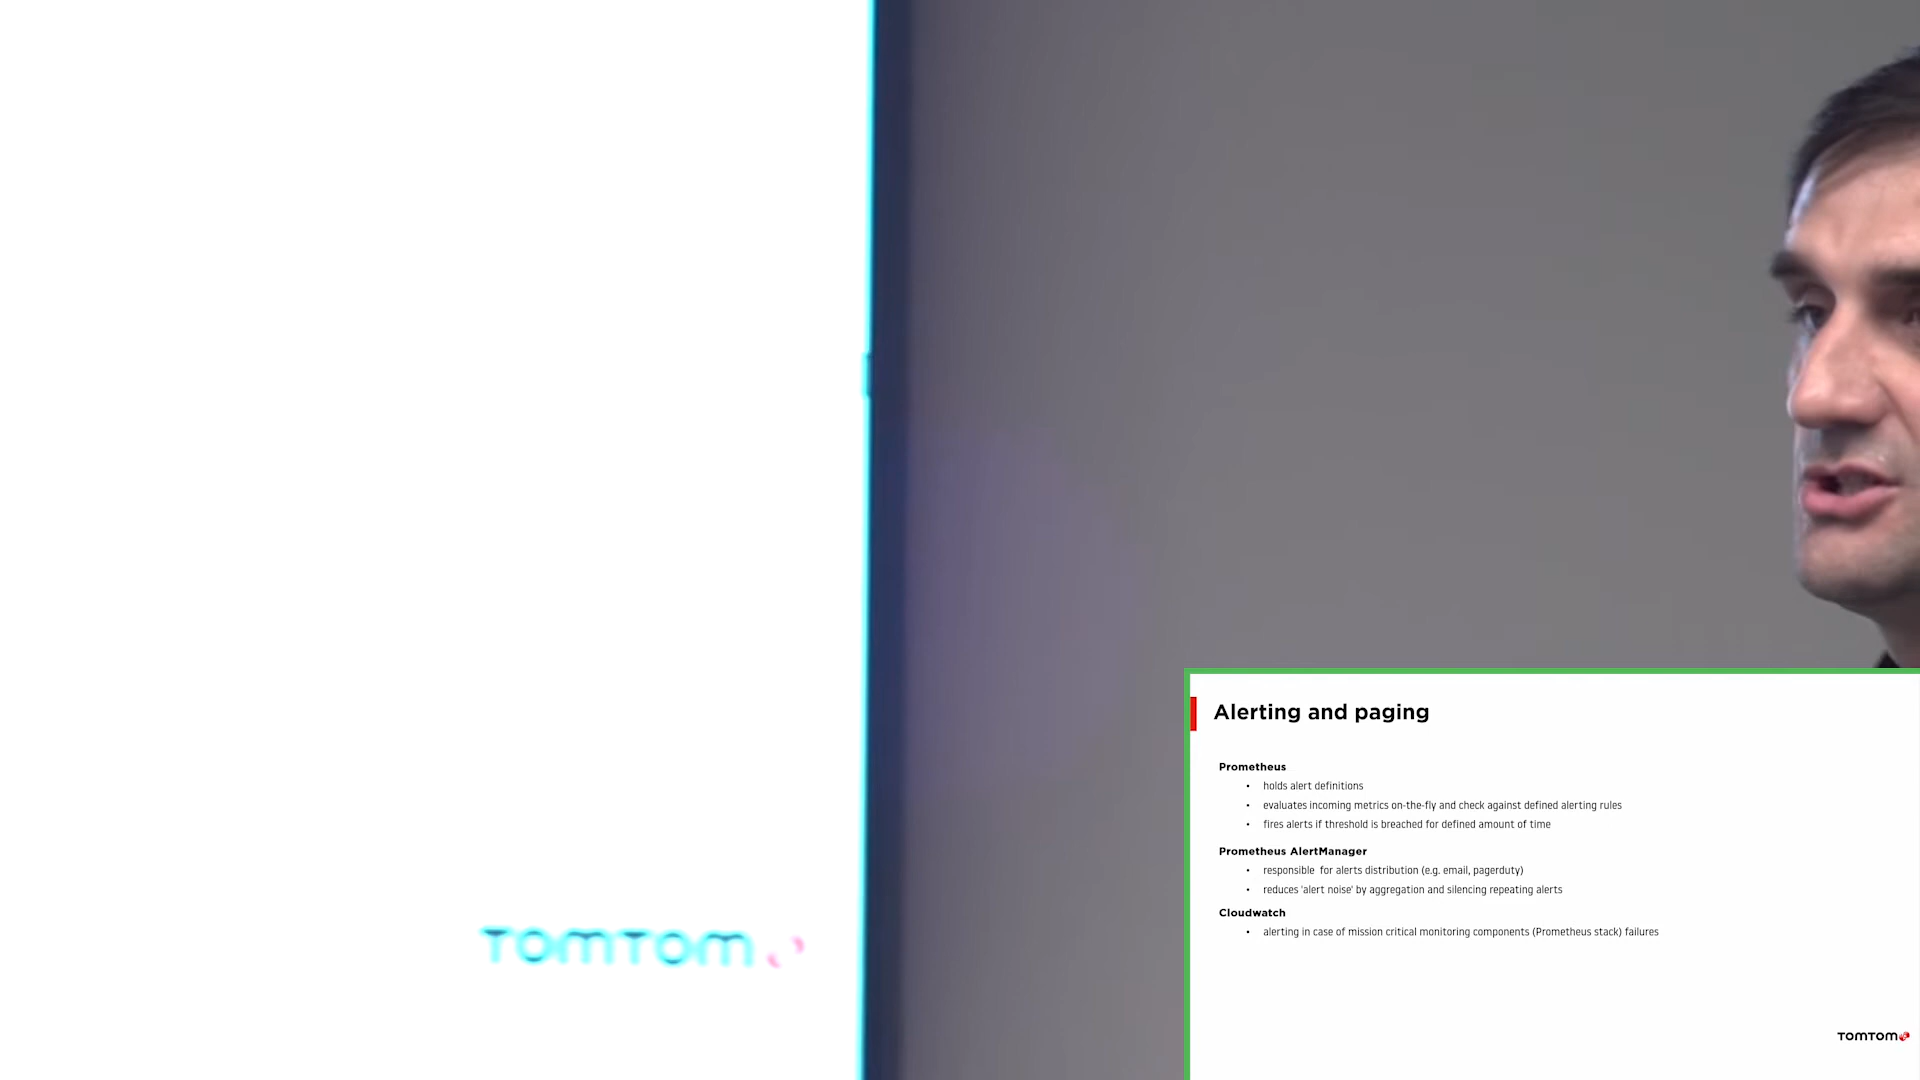 TOMTOM
Alerting and paging
Prometheus
• holds alert definitions
• evaluates incoming metrics on-the-fly and check against defined alerting rules
• fires alerts if threshold is breached for defined amount of time
Prometheus AlertManager
• responsible for alerts distribution (e.g. email, pagerduty)
• reduces 'alert noise' by aggregation and silencing repeating alerts
Cloudwatch
• alerting in case of mission critical monitoring components (Prometheus stack) failures
TOMTOM